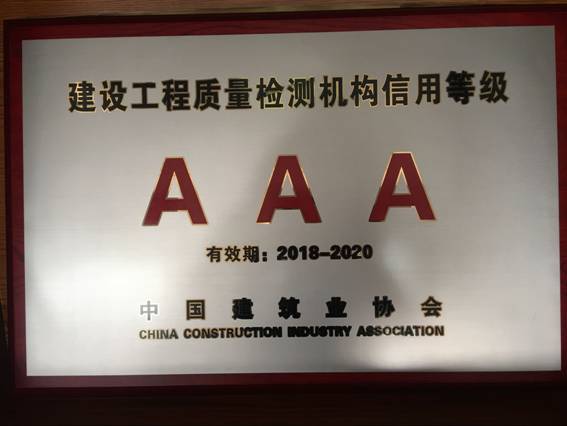 建设工程质量检测机构信用等级
A A A
有效期：2018-2020
中国建筑业协会
CHINA CONSTRUCTION INDUSTRY ASSOCIATION